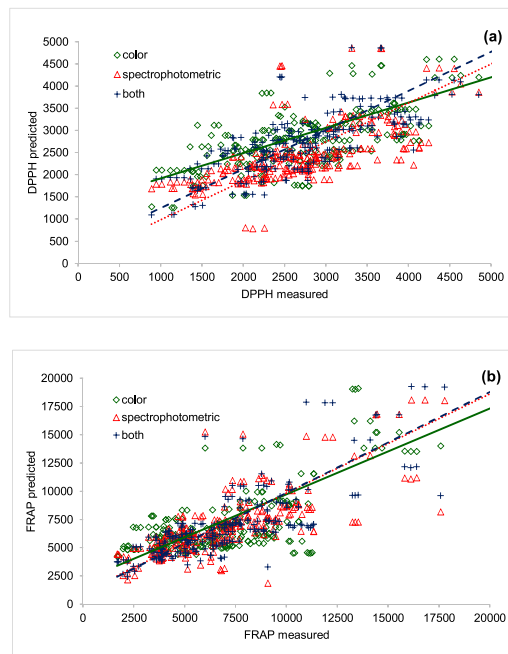 (a)
5000
4500
4000
3500
3000
2500
2000
1500
1000
500
0
DPPH predicted
color
spectrophotometric
both
0 500 1000 1500 2000 2500 3000 3500 4000 4500 5000
DPPH measured
(b)
20000
17500
15000
12500
10000
7500
5000
2500
0
FRAP predicted
color
spectrophotometric
both
0 2500 5000 7500 10000 12500 15000 17500 20000
FRAP measured